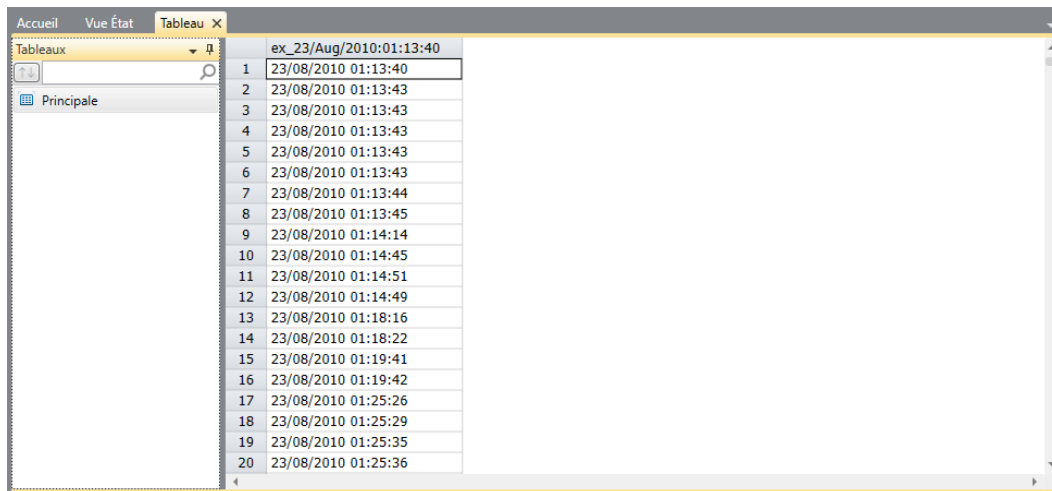 Accueil Vue État Tableau
Tableaux
Principale
ex_23/Aug/2010:01:13:40
1 23/08/2010 01:13:40
2 23/08/2010 01:13:43
3 23/08/2010 01:13:43
4 23/08/2010 01:13:43
5 23/08/2010 01:13:43
6 23/08/2010 01:13:43
7 23/08/2010 01:13:44
8 23/08/2010 01:13:45
9 23/08/2010 01:14:14
10 23/08/2010 01:14:45
11 23/08/2010 01:14:51
12 23/08/2010 01:14:49
13 23/08/2010 01:18:16
14 23/08/2010 01:18:22
15 23/08/2010 01:19:41
16 23/08/2010 01:19:42
17 23/08/2010 01:25:26
18 23/08/2010 01:25:29
19 23/08/2010 01:25:35
20 23/08/2010 01:25:36